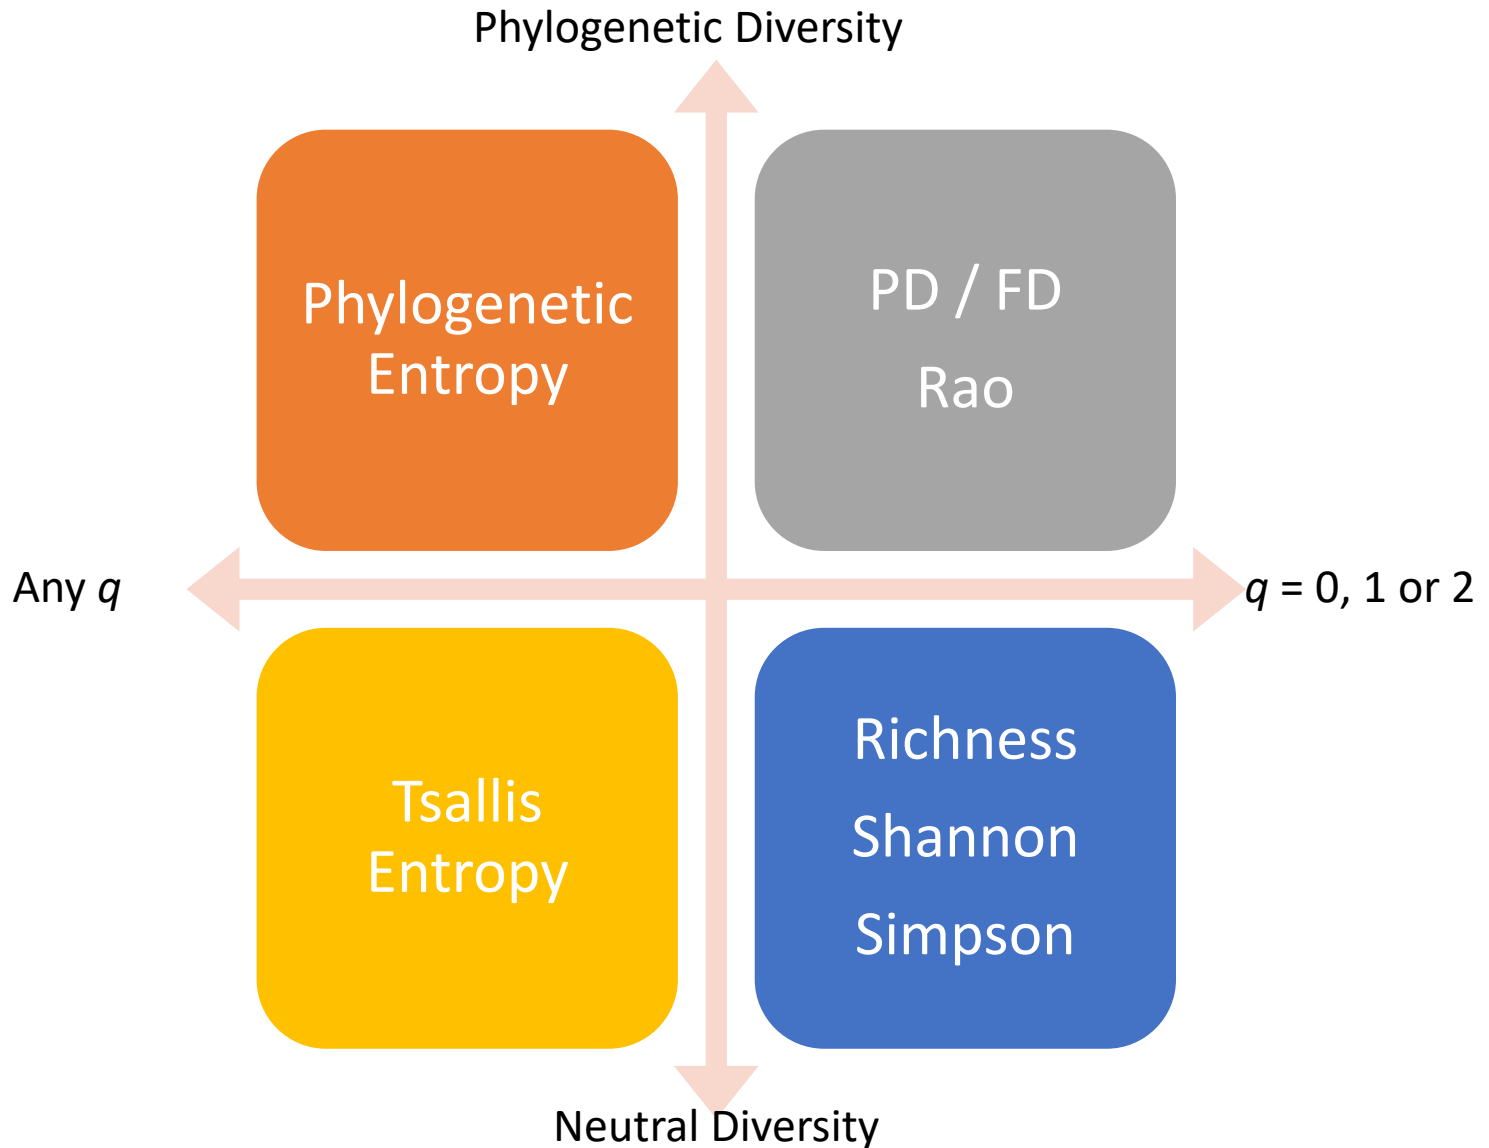 Phylogenetic Diversity
Phylogenetic
Entropy
PD / FD
Rao
Any q
q = 0, 1 or 2
Tsallis
Entropy
Richness
Shannon
Simpson
Neutral Diversity